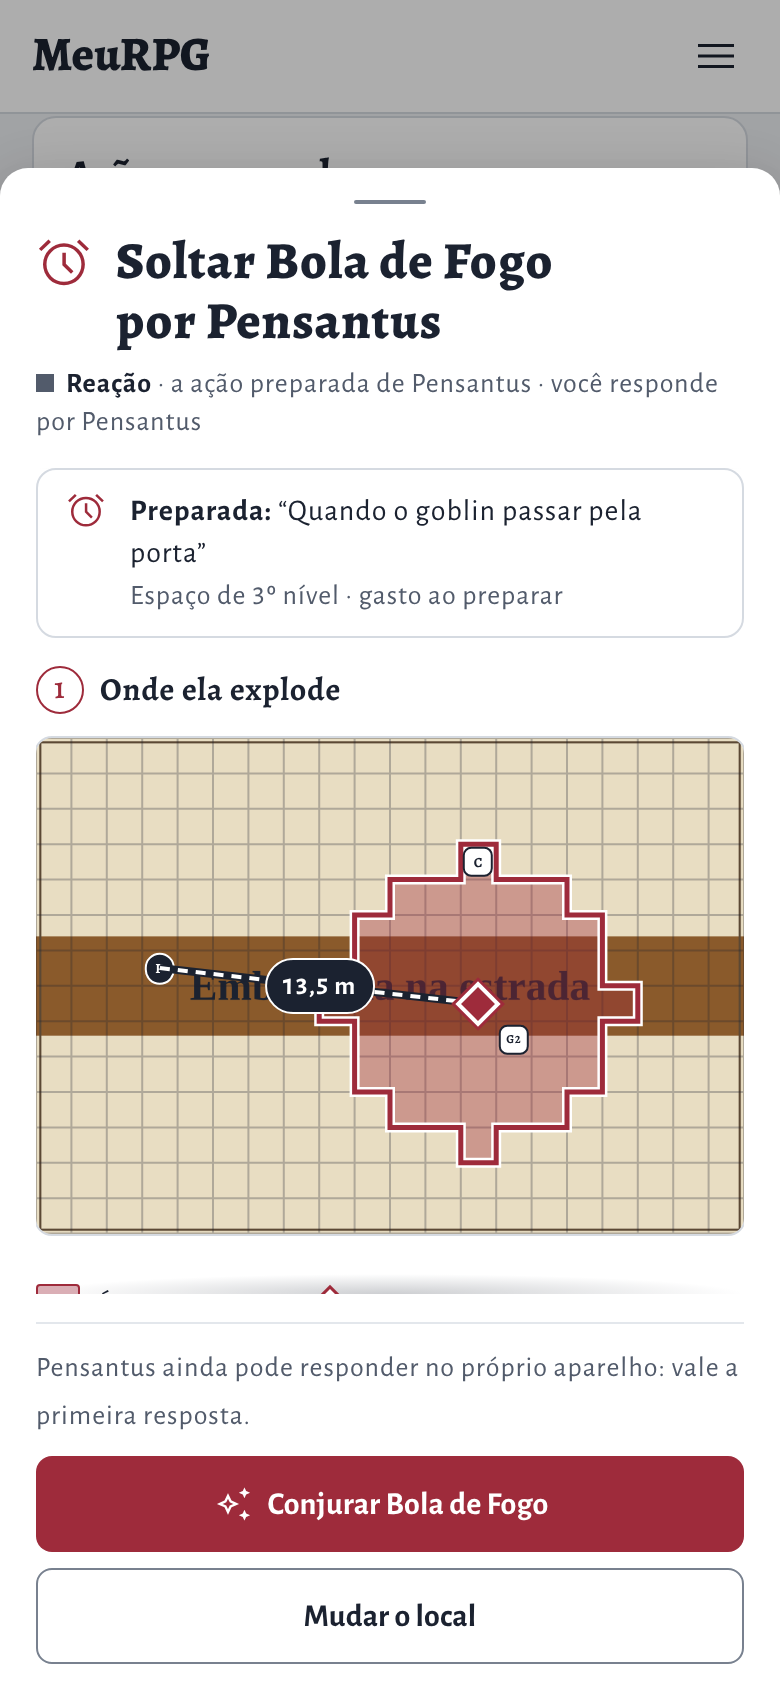 MeuRPG
Soltar Bola de Fogo
por Pensantus
Reação · a ação preparada de Pensantus · você responde
por Pensantus
Preparada: “Quando o goblin passar pela
porta”
Espaço de 3º nível · gasto ao preparar
1 Onde ela explode
C
13,5 m
na estrada
G2
Pensantus ainda pode responder no próprio aparelho: vale a
primeira resposta.
Conjurar Bola de Fogo
Mudar o local